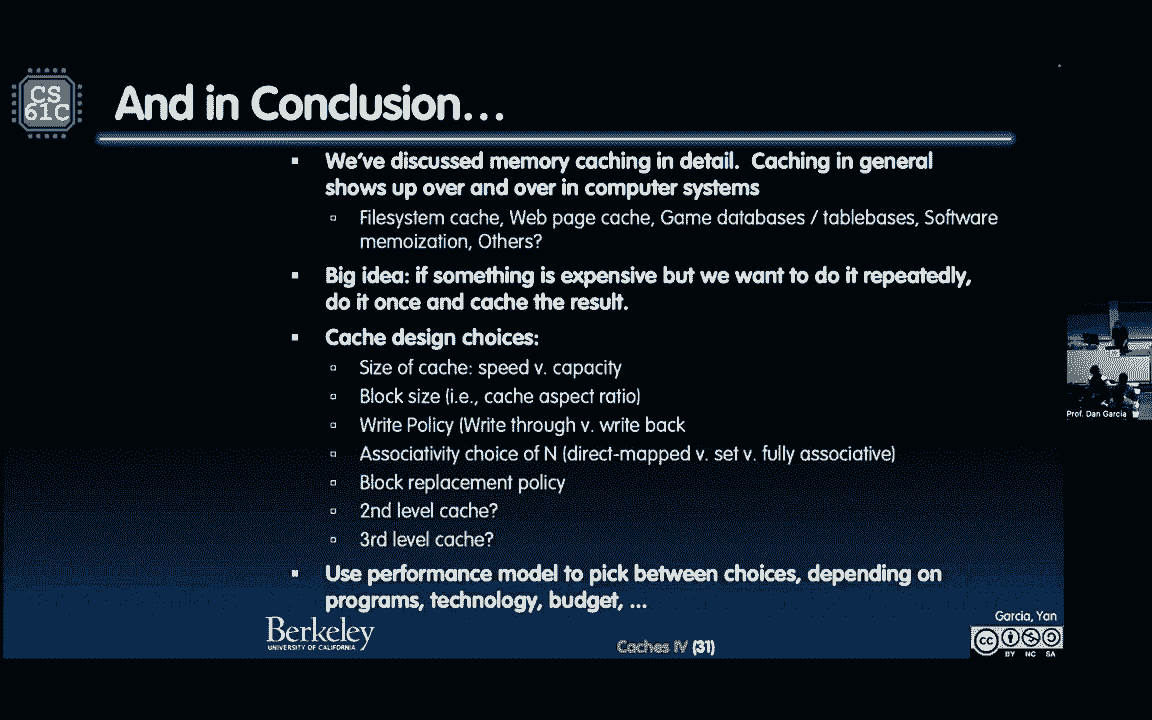 CS
61C
And in Conclusion…
▪ We've discussed memory caching in detail.  Caching in general
shows up over and over in computer systems
▫ Filesystem cache, Web page cache, Game databases / tablebases, Software
memoization, Others?
▪ Big idea: if something is expensive but we want to do it repeatedly,
do it once and cache the result.
▪ Cache design choices:
▫ Size of cache: speed v. capacity
▫ Block size (i.e., cache aspect ratio)
▫ Write Policy (Write through v. write back
▫ Associativity choice of N (direct-mapped v. set v. fully associative)
▫ Block replacement policy
▫ 2nd level cache?
▫ 3rd level cache?
▪ Use performance model to pick between choices, depending on
programs, technology, budget, ...
Prof. Dan Garcia
Berkeley
UNIVERSITY OF CALIFORNIA
Caches IV (31)
Garcia, Yan
cc
BY NC SA